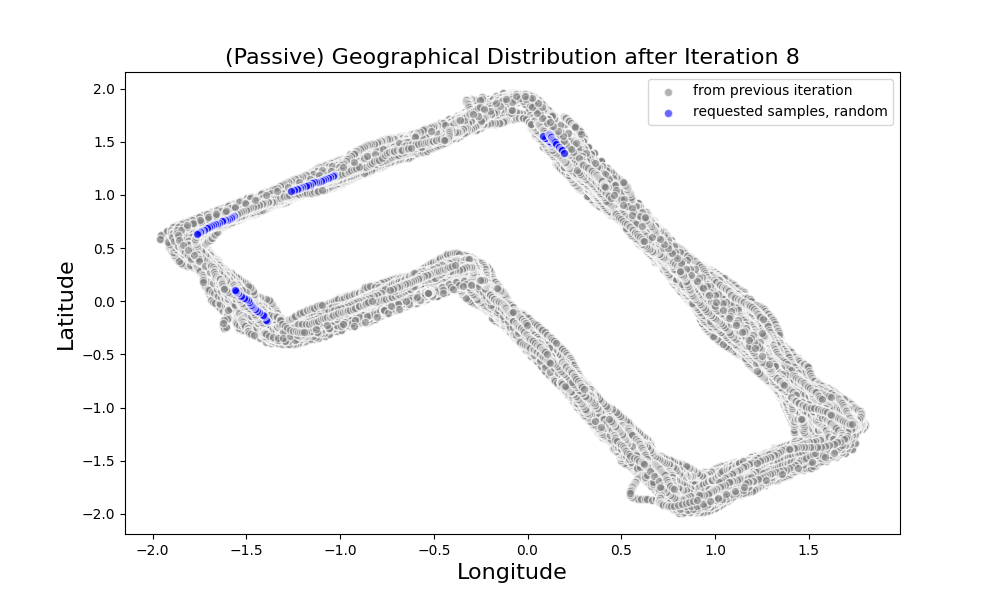 (Passive) Geographical Distribution after Iteration 8
from previous iteration
requested samples, random
Latitude
2.0
1.5
1.0
0.5
0.0
−0.5
−1.0
−1.5
−2.0
−2.0 −1.5 −1.0 −0.5 0.0 0.5 1.0 1.5
Longitude